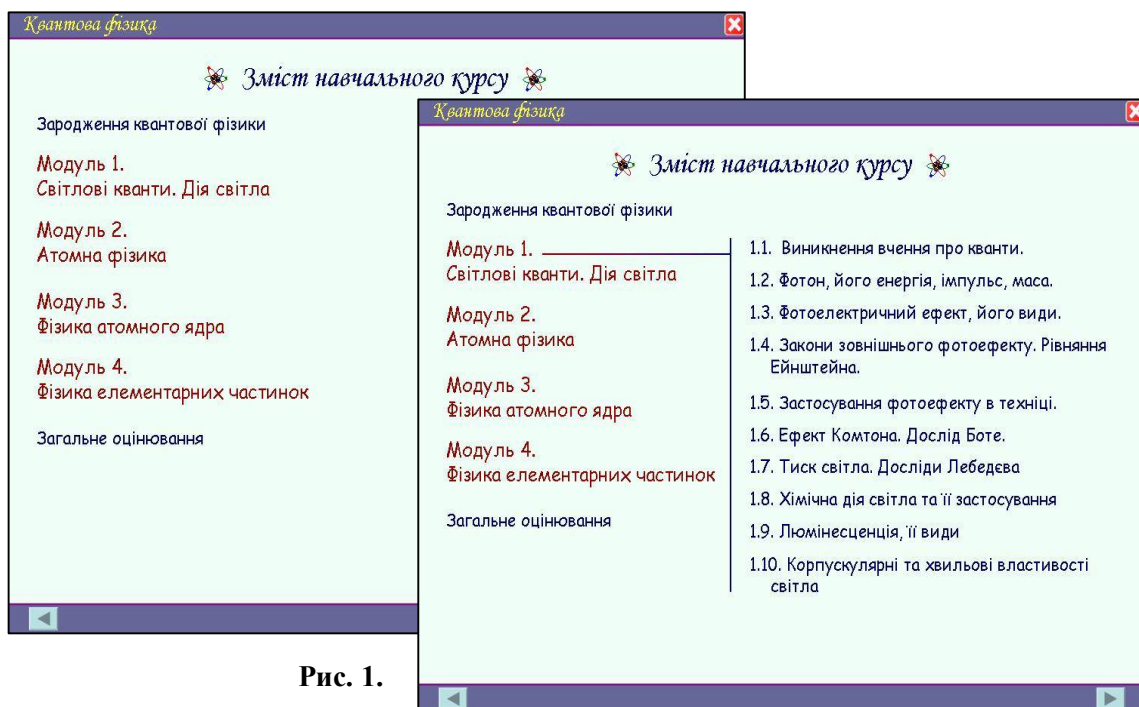 Квантова фізика
Зміст навчального курсу
Зародження квантової фізики
Модуль 1.
Світлові кванти. Дія світла
Модуль 2.
Атомна фізика
Модуль 3.
Фізика атомного ядра
Модуль 4.
Фізика елементарних частинок
Загальне оцінювання
Квантова фізика
Зміст навчального курсу
Зародження квантової фізики
Модуль 1.
Світлові кванти. Дія світла
Модуль 2.
Атомна фізика
Модуль 3.
Фізика атомного ядра
Модуль 4.
Фізика елементарних частинок
Загальне оцінювання
1.1. Виникнення вчення про кванти.
1.2. Фотон, його енергія, імпульс, маса.
1.3. Фотоелектричний ефект, його види.
1.4. Закони зовнішнього фотоефекту. Рівняння
Ейнштейна.
1.5. Застосування фотоефекту в техніці.
1.6. Ефект Комтона. Дослід Боте.
1.7. Тиск світла. Досліди Лебедєва
1.8. Хімічна дія світла та її застосування
1.9. Люмінесценція, її види
1.10. Корпускулярні та хвильові властивості
світла
Рис. 1.